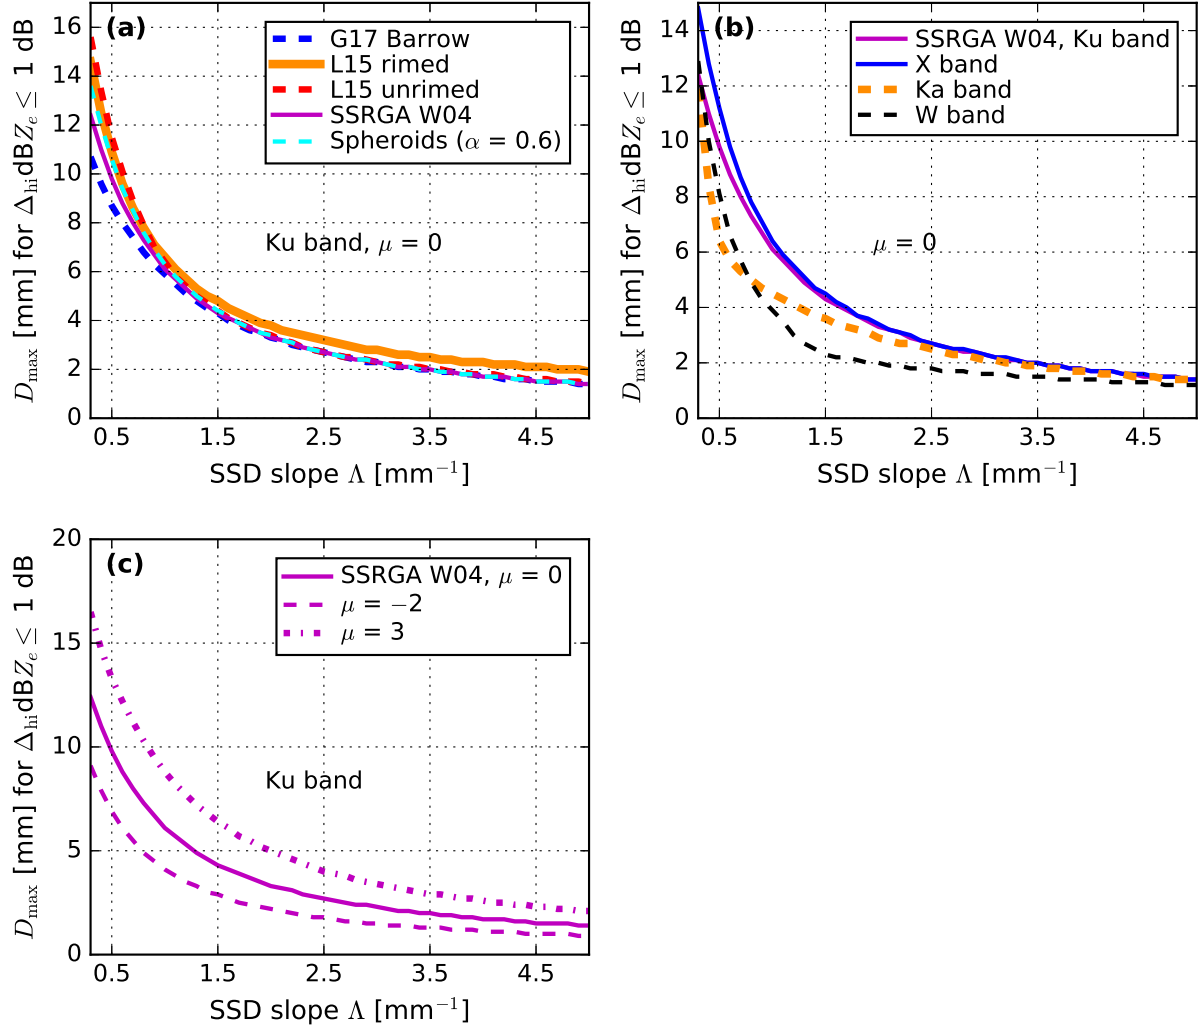 (a)
D_max [mm] for Δ_hi dBZ_e ≤ 1 dB
16
14
12
10
8
6
4
2
0
G17 Barrow
L15 rimed
L15 unrimed
SSRGA W04
Spheroids (α = 0.6)
Ku band, μ = 0
0.5 1.5 2.5 3.5 4.5
SSD slope Λ [mm⁻¹]
(b)
D_max [mm] for Δ_hi dBZ_e ≤ 1 dB
14
12
10
8
6
4
2
0
SSRGA W04, Ku band
X band
Ka band
W band
μ = 0
0.5 1.5 2.5 3.5 4.5
SSD slope Λ [mm⁻¹]
(c)
D_max [mm] for Δ_hi dBZ_e ≤ 1 dB
20
15
10
5
0
SSRGA W04, μ = 0
μ = −2
μ = 3
Ku band
0.5 1.5 2.5 3.5 4.5
SSD slope Λ [mm⁻¹]